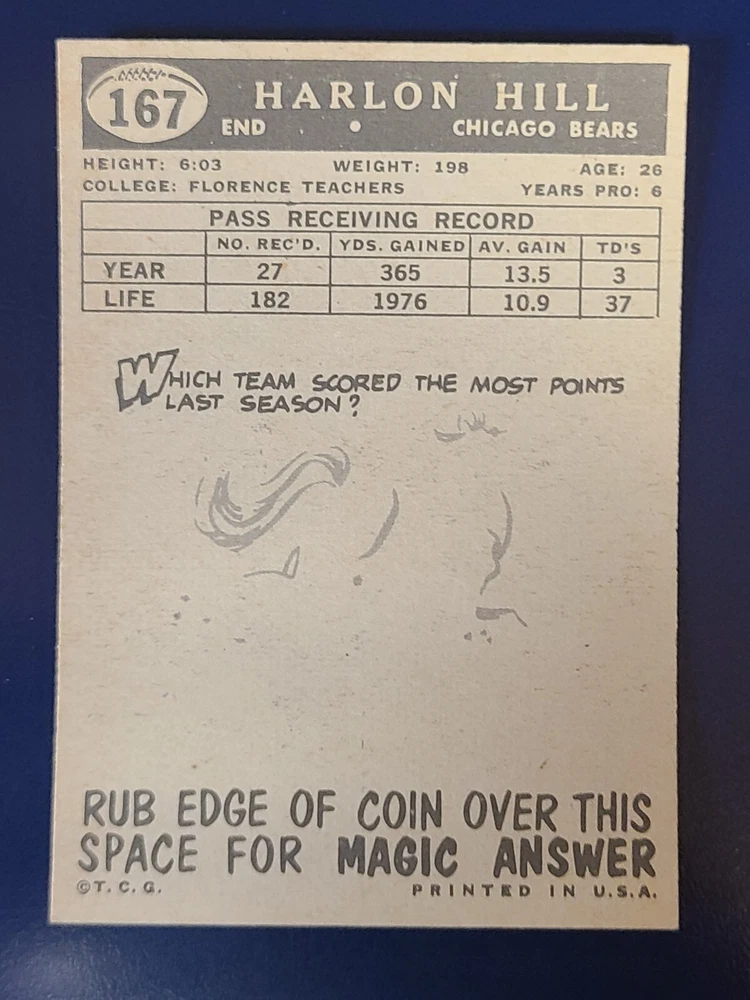 167 HARLON HILL
END • CHICAGO BEARS
HEIGHT: 6:03 WEIGHT: 198 AGE: 26
COLLEGE: FLORENCE TEACHERS YEARS PRO: 6
PASS RECEIVING RECORD
NO. REC'D. YDS. GAINED AV. GAIN TD'S
YEAR 27 365 13.5 3
LIFE 182 1976 10.9 37
WHICH TEAM SCORED THE MOST POINTS
LAST SEASON?
RUB EDGE OF COIN OVER THIS
SPACE FOR MAGIC ANSWER
©T.C.G. PRINTED IN U.S.A.